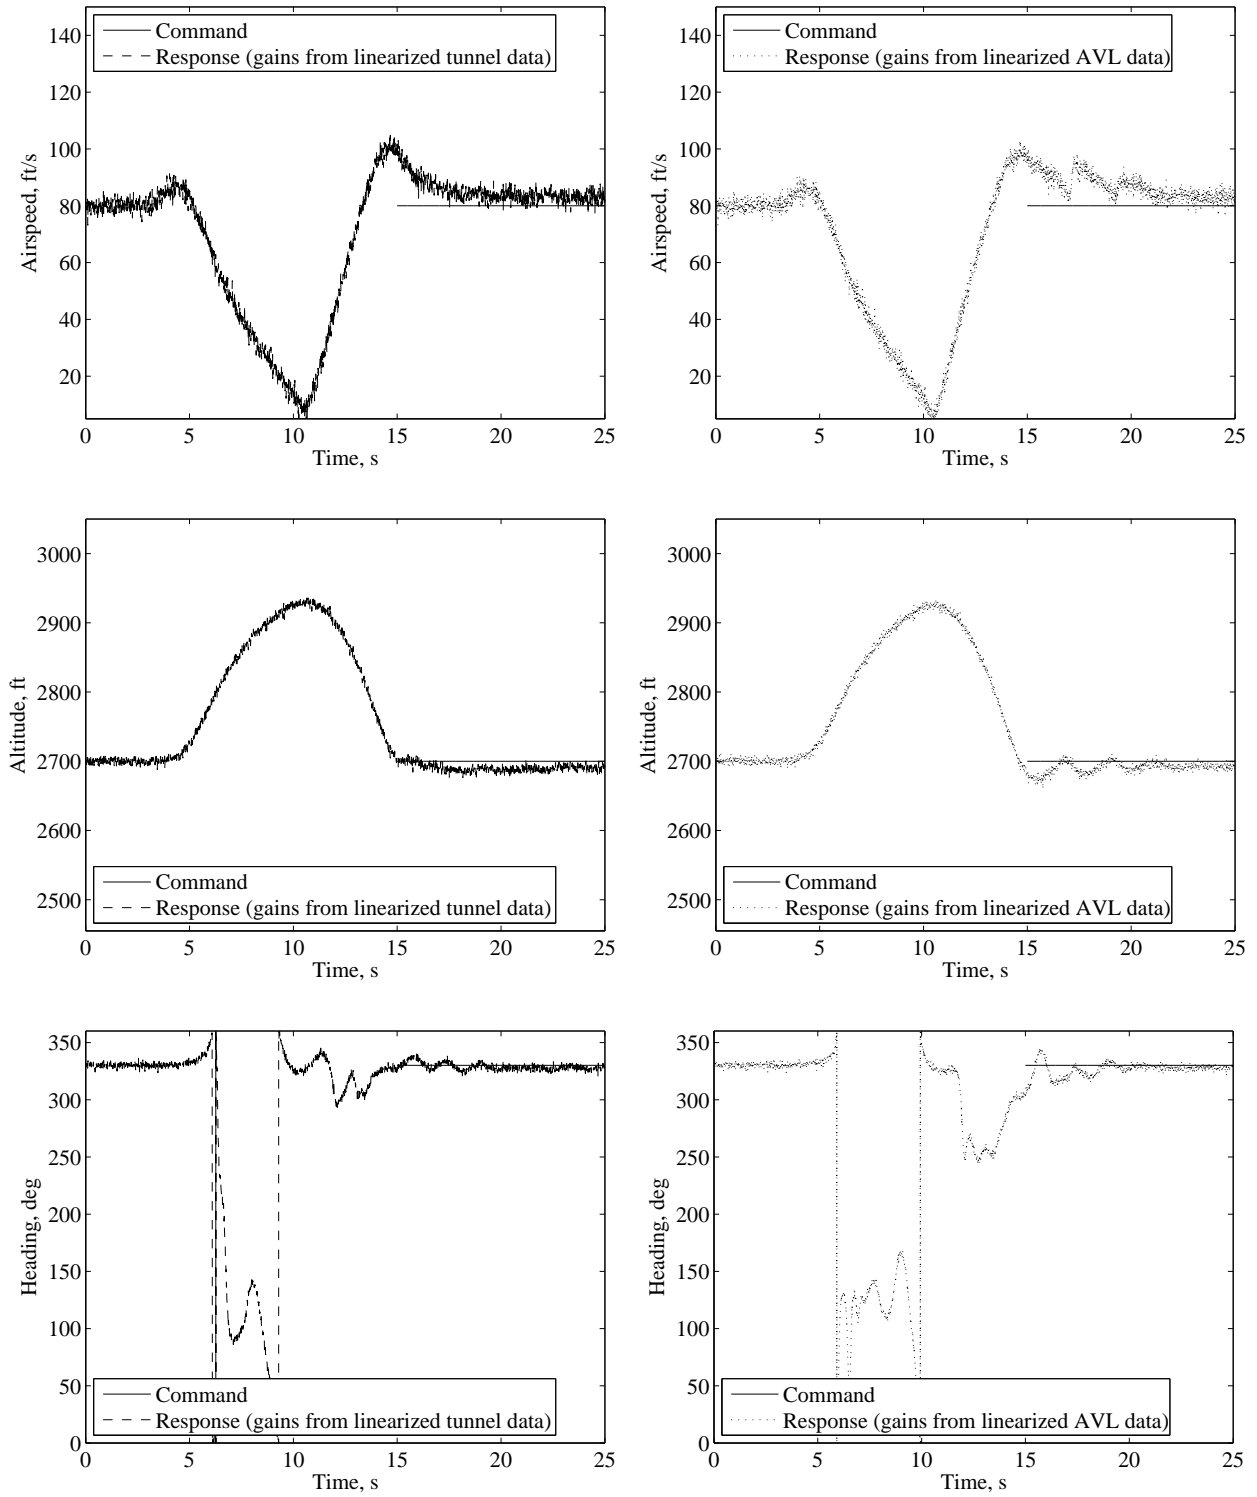 140
120
100
80
60
40
20
Airspeed, ft/s
Command
Response (gains from linearized tunnel data)
0 5 10 15 20 25
Time, s
140
120
100
80
60
40
20
Airspeed, ft/s
Command
Response (gains from linearized AVL data)
0 5 10 15 20 25
Time, s
3000
2900
2800
2700
2600
2500
Altitude, ft
Command
Response (gains from linearized tunnel data)
0 5 10 15 20 25
Time, s
3000
2900
2800
2700
2600
2500
Altitude, ft
Command
Response (gains from linearized AVL data)
0 5 10 15 20 25
Time, s
350
300
250
200
150
100
50
0
Heading, deg
Command
Response (gains from linearized tunnel data)
0 5 10 15 20 25
Time, s
350
300
250
200
150
100
50
0
Heading, deg
Command
Response (gains from linearized AVL data)
0 5 10 15 20 25
Time, s